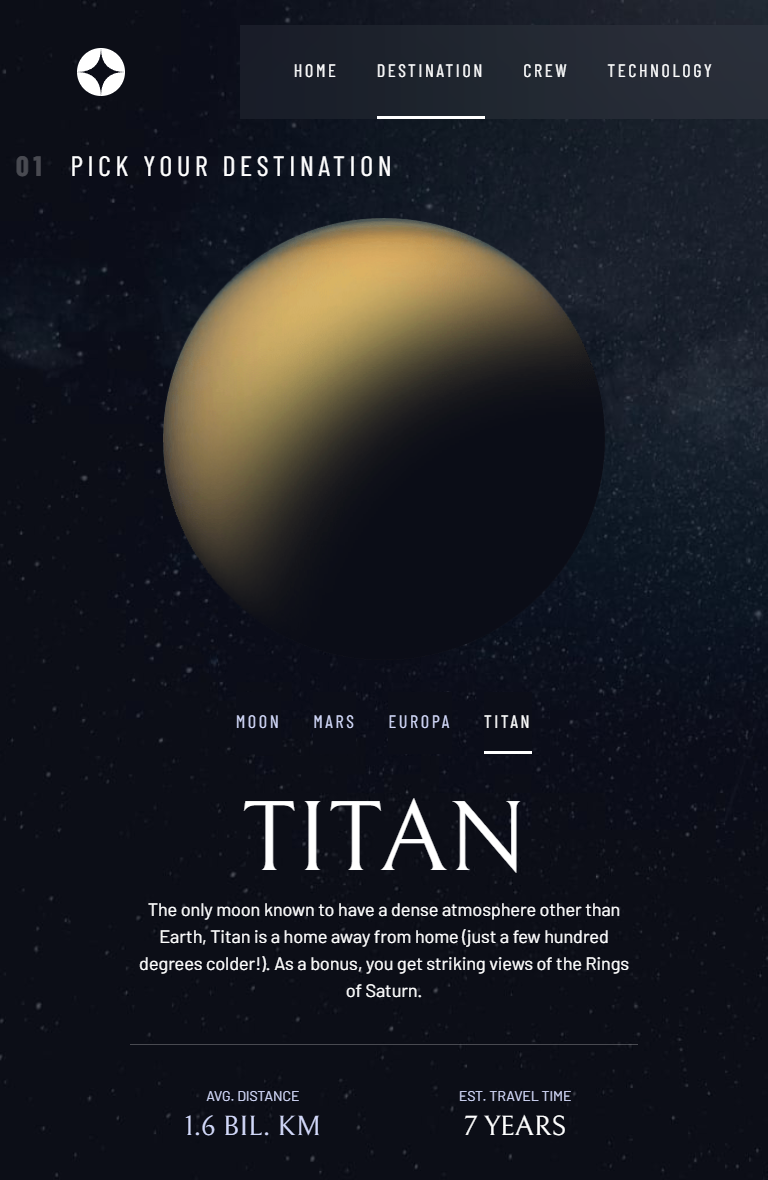 HOME DESTINATION CREW TECHNOLOGY
01 PICK YOUR DESTINATION
MOON MARS EUROPA TITAN
TITAN
The only moon known to have a dense atmosphere other than
Earth, Titan is a home away from home (just a few hundred
degrees colder!). As a bonus, you get striking views of the Rings
of Saturn.
AVG. DISTANCE EST. TRAVEL TIME
1.6 BIL. KM 7 YEARS